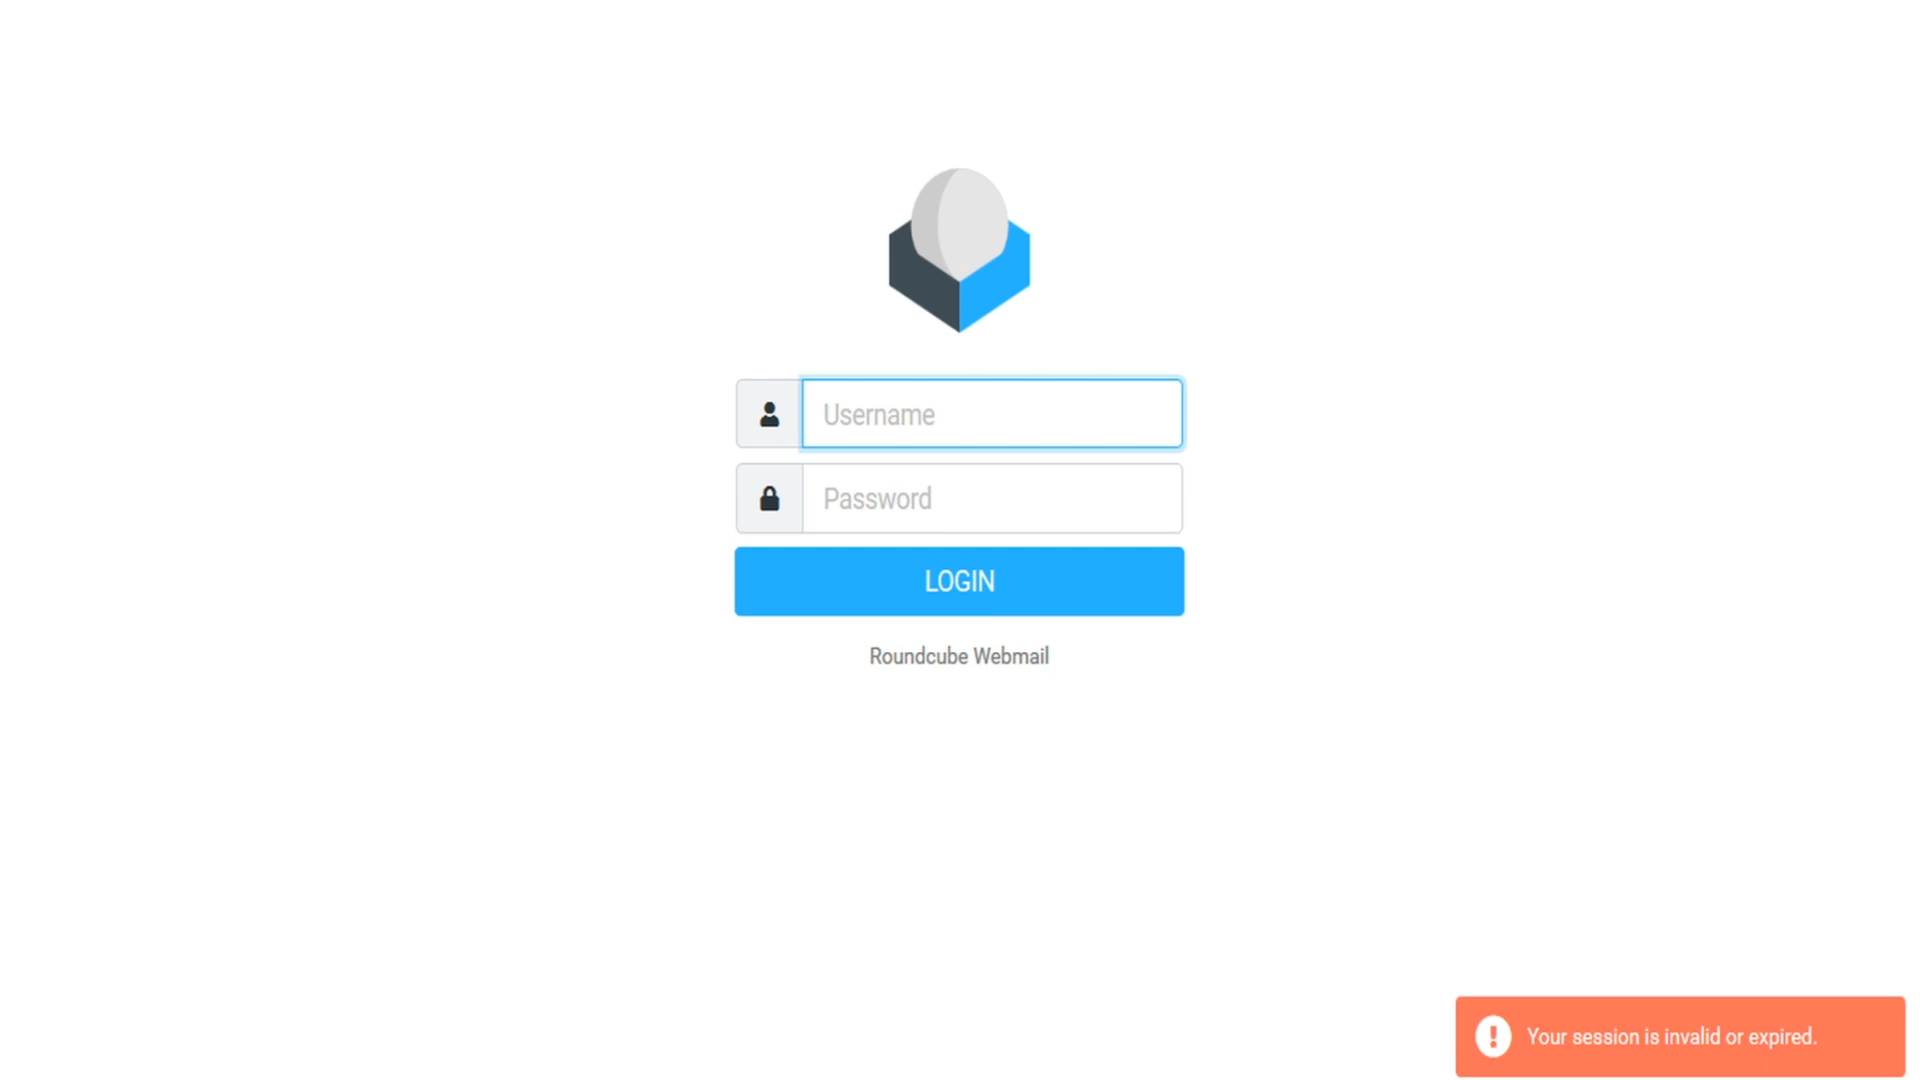 Username
Password
LOGIN
Roundcube Webmail
Your session is invalid or expired.